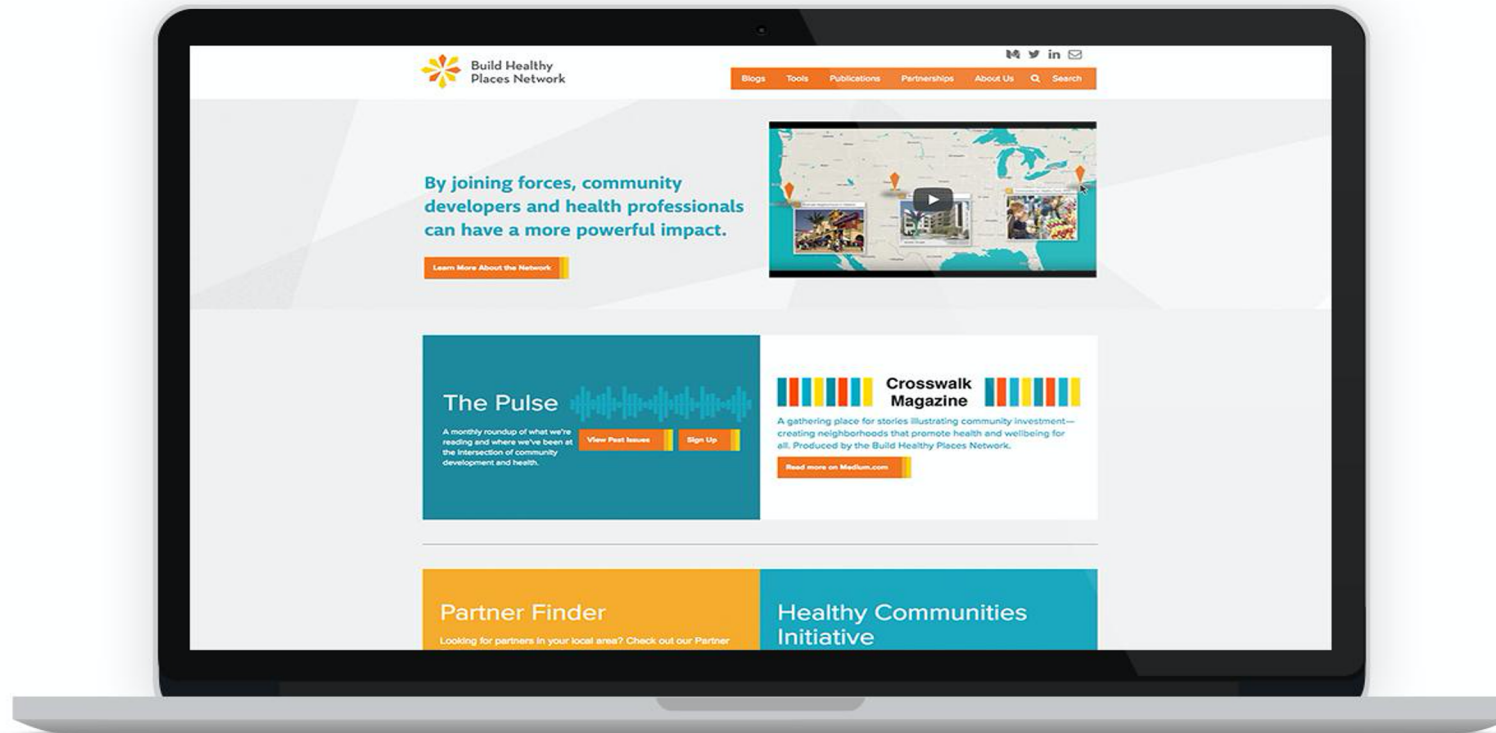 Build Healthy
Places Network
Blogs Tools Publications Partnerships About Us Search
By joining forces, community
developers and health professionals
can have a more powerful impact.
Learn More About the Network
The Pulse
A monthly roundup of what we're
reading and where we've been at
the intersection of community
development and health.
View Past Issues
Sign Up
Crosswalk
Magazine
A gathering place for stories illustrating community investment—
creating neighborhoods that promote health and wellbeing for
all. Produced by the Build Healthy Places Network.
Read more on Medium.com
Partner Finder
Looking for partners in your local area? Check out our Partner
Healthy Communities
Initiative